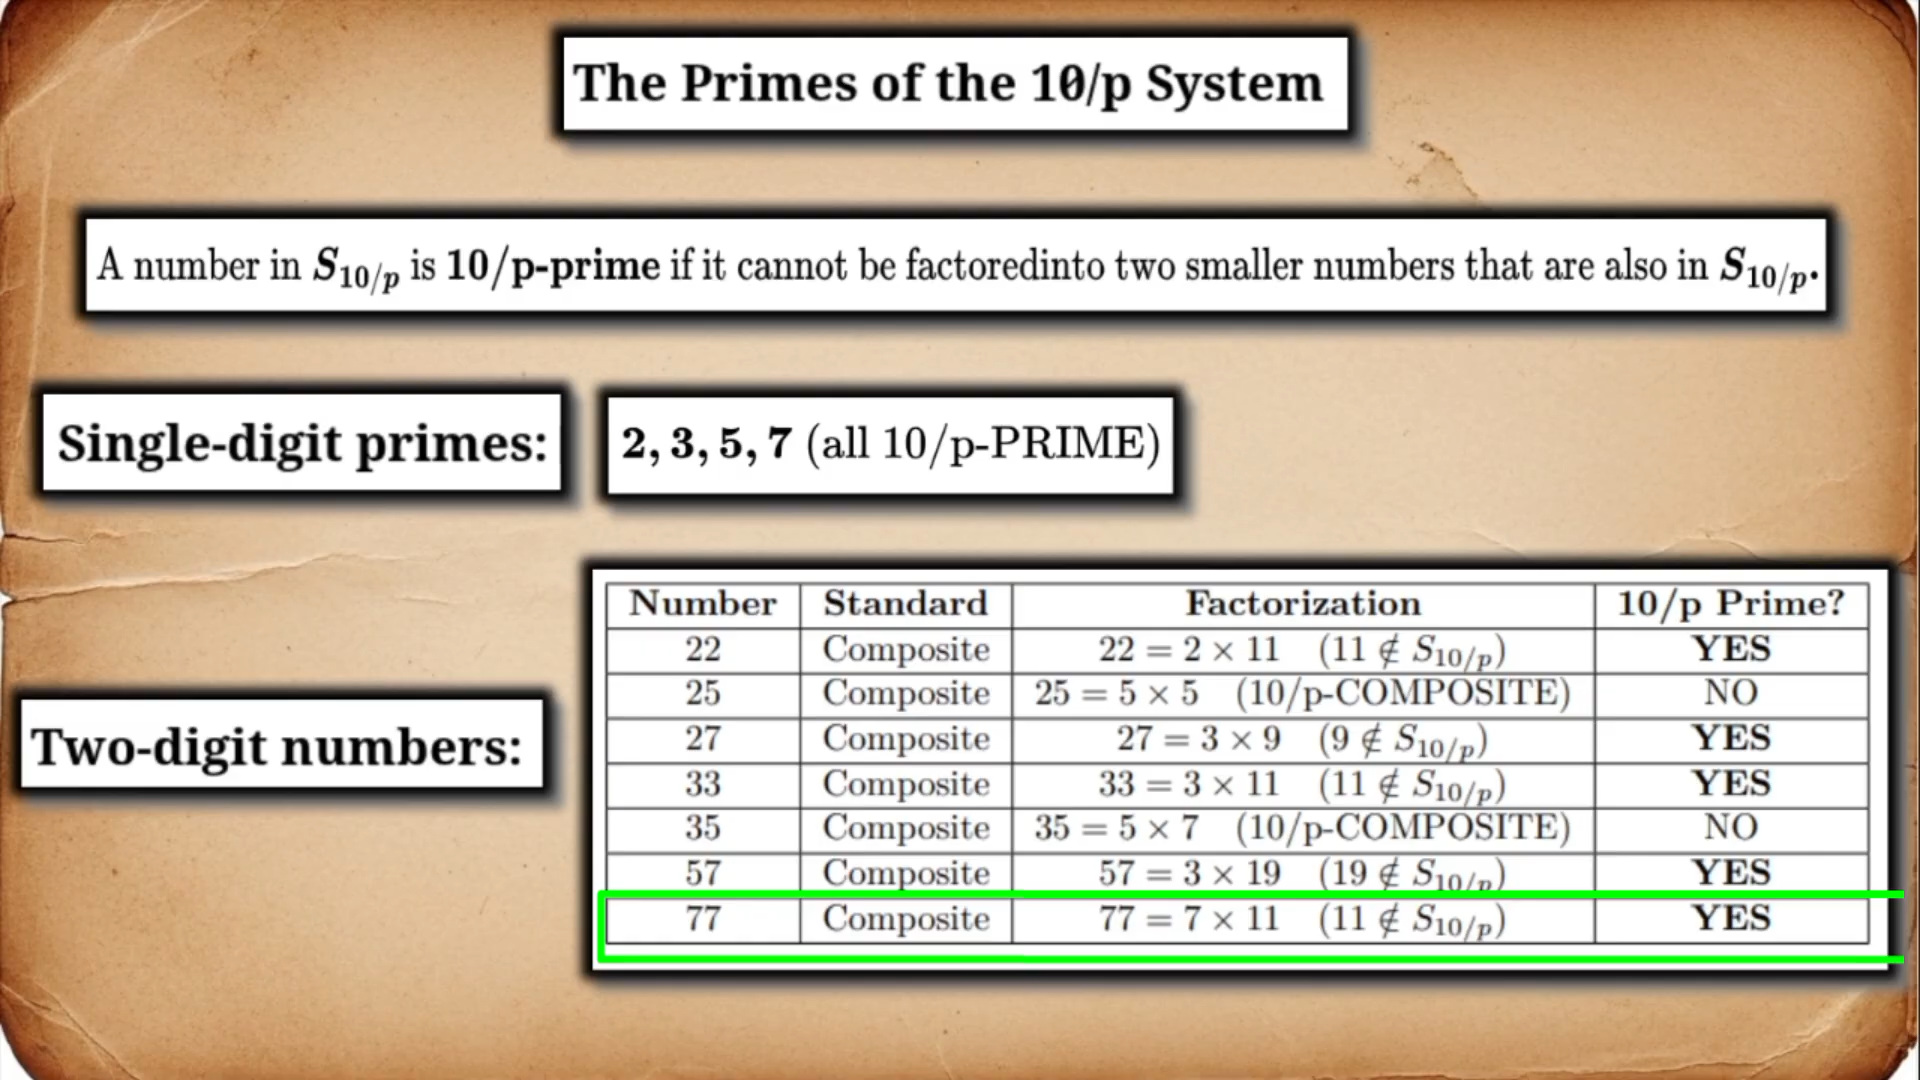 The Primes of the 10/p System
A number in S₁₀/ₚ is 10/p-prime if it cannot be factoredinto two smaller numbers that are also in S₁₀/ₚ.
Single-digit primes:
2, 3, 5, 7 (all 10/p-PRIME)
Two-digit numbers:
Number Standard Factorization 10/p Prime?
22 Composite 22 = 2 × 11 (11 ∉ S₁₀/ₚ) YES
25 Composite 25 = 5 × 5 (10/p-COMPOSITE) NO
27 Composite 27 = 3 × 9 (9 ∉ S₁₀/ₚ) YES
33 Composite 33 = 3 × 11 (11 ∉ S₁₀/ₚ) YES
35 Composite 35 = 5 × 7 (10/p-COMPOSITE) NO
57 Composite 57 = 3 × 19 (19 ∉ S₁₀/ₚ) YES
77 Composite 77 = 7 × 11 (11 ∉ S₁₀/ₚ) YES